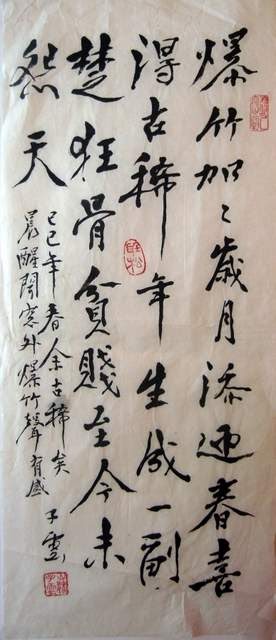 爆竹加々歲月添迎春喜
得古稀年生成一副
楚狂骨貧賤至今未
怨天
己巳年春余古稀矣
晨醒聞窓外爆竹聲有感
子雲